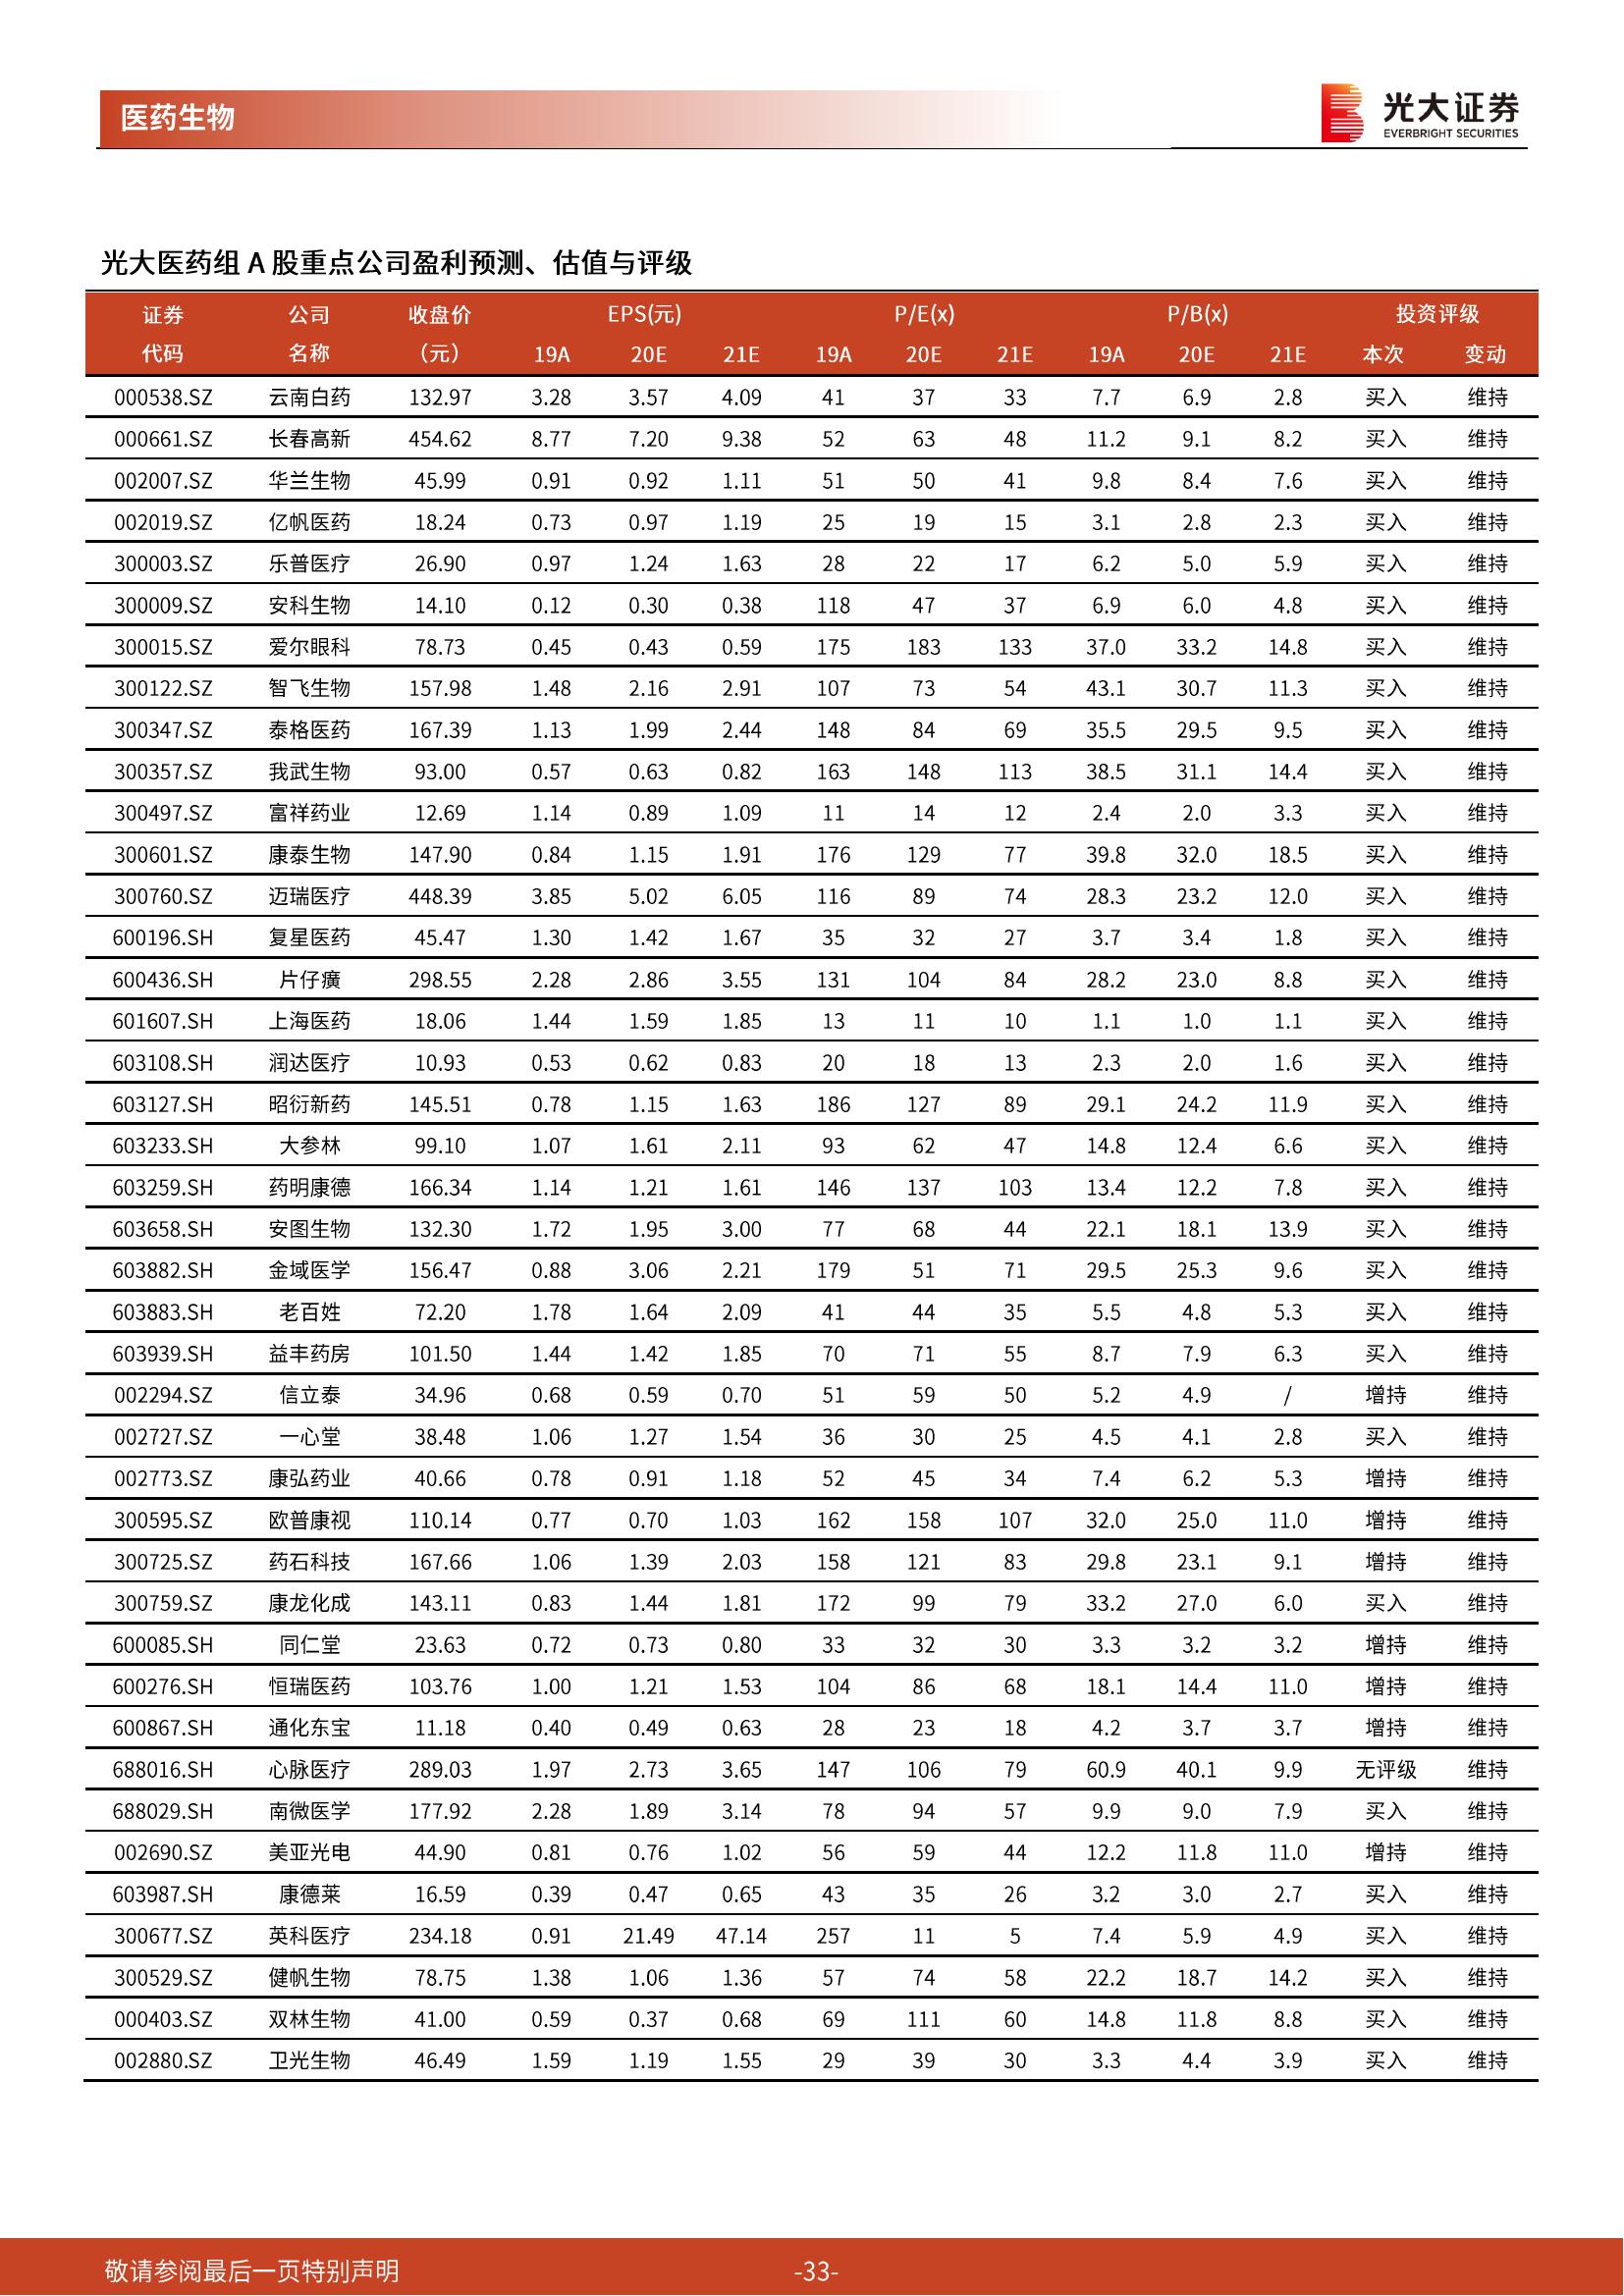 医药生物
光大证券
EVERBRIGHT SECURITIES
光大医药组 A 股重点公司盈利预测、估值与评级
证券 公司 收盘价 EPS(元) P/E(x) P/B(x) 投资评级
代码 名称 （元） 19A 20E 21E 19A 20E 21E 19A 20E 21E 本次 变动
000538.SZ 云南白药 132.97 3.28 3.57 4.09 41 37 33 7.7 6.9 2.8 买入 维持
000661.SZ 长春高新 454.62 8.77 7.20 9.38 52 63 48 11.2 9.1 8.2 买入 维持
002007.SZ 华兰生物 45.99 0.91 0.92 1.11 51 50 41 9.8 8.4 7.6 买入 维持
002019.SZ 亿帆医药 18.24 0.73 0.97 1.19 25 19 15 3.1 2.8 2.3 买入 维持
300003.SZ 乐普医疗 26.90 0.97 1.24 1.63 28 22 17 6.2 5.0 5.9 买入 维持
300009.SZ 安科生物 14.10 0.12 0.30 0.38 118 47 37 6.9 6.0 4.8 买入 维持
300015.SZ 爱尔眼科 78.73 0.45 0.43 0.59 175 183 133 37.0 33.2 14.8 买入 维持
300122.SZ 智飞生物 157.98 1.48 2.16 2.91 107 73 54 43.1 30.7 11.3 买入 维持
300347.SZ 泰格医药 167.39 1.13 1.99 2.44 148 84 69 35.5 29.5 9.5 买入 维持
300357.SZ 我武生物 93.00 0.57 0.63 0.82 163 148 113 38.5 31.1 14.4 买入 维持
300497.SZ 富祥药业 12.69 1.14 0.89 1.09 11 14 12 2.4 2.0 3.3 买入 维持
300601.SZ 康泰生物 147.90 0.84 1.15 1.91 176 129 77 39.8 32.0 18.5 买入 维持
300760.SZ 迈瑞医疗 448.39 3.85 5.02 6.05 116 89 74 28.3 23.2 12.0 买入 维持
600196.SH 复星医药 45.47 1.30 1.42 1.67 35 32 27 3.7 3.4 1.8 买入 维持
600436.SH 片仔癀 298.55 2.28 2.86 3.55 131 104 84 28.2 23.0 8.8 买入 维持
601607.SH 上海医药 18.06 1.44 1.59 1.85 13 11 10 1.1 1.0 1.1 买入 维持
603108.SH 润达医疗 10.93 0.53 0.62 0.83 20 18 13 2.3 2.0 1.6 买入 维持
603127.SH 昭衍新药 145.51 0.78 1.15 1.63 186 127 89 29.1 24.2 11.9 买入 维持
603233.SH 大参林 99.10 1.07 1.61 2.11 93 62 47 14.8 12.4 6.6 买入 维持
603259.SH 药明康德 166.34 1.14 1.21 1.61 146 137 103 13.4 12.2 7.8 买入 维持
603658.SH 安图生物 132.30 1.72 1.95 3.00 77 68 44 22.1 18.1 13.9 买入 维持
603882.SH 金域医学 156.47 0.88 3.06 2.21 179 51 71 29.5 25.3 9.6 买入 维持
603883.SH 老百姓 72.20 1.78 1.64 2.09 41 44 35 5.5 4.8 5.3 买入 维持
603939.SH 益丰药房 101.50 1.44 1.42 1.85 70 71 55 8.7 7.9 6.3 买入 维持
002294.SZ 信立泰 34.96 0.68 0.59 0.70 51 59 50 5.2 4.9 / 增持 维持
002727.SZ 一心堂 38.48 1.06 1.27 1.54 36 30 25 4.5 4.1 2.8 买入 维持
002773.SZ 康弘药业 40.66 0.78 0.91 1.18 52 45 34 7.4 6.2 5.3 增持 维持
300595.SZ 欧普康视 110.14 0.77 0.70 1.03 162 158 107 32.0 25.0 11.0 增持 维持
300725.SZ 药石科技 167.66 1.06 1.39 2.03 158 121 83 29.8 23.1 9.1 增持 维持
300759.SZ 康龙化成 143.11 0.83 1.44 1.81 172 99 79 33.2 27.0 6.0 买入 维持
600085.SH 同仁堂 23.63 0.72 0.73 0.80 33 32 30 3.3 3.2 3.2 增持 维持
600276.SH 恒瑞医药 103.76 1.00 1.21 1.53 104 86 68 18.1 14.4 11.0 增持 维持
600867.SH 通化东宝 11.18 0.40 0.49 0.63 28 23 18 4.2 3.7 3.7 增持 维持
688016.SH 心脉医疗 289.03 1.97 2.73 3.65 147 106 79 60.9 40.1 9.9 无评级 维持
688029.SH 南微医学 177.92 2.28 1.89 3.14 78 94 57 9.9 9.0 7.9 买入 维持
002690.SZ 美亚光电 44.90 0.81 0.76 1.02 56 59 44 12.2 11.8 11.0 增持 维持
603987.SH 康德莱 16.59 0.39 0.47 0.65 43 35 26 3.2 3.0 2.7 买入 维持
300677.SZ 英科医疗 234.18 0.91 21.49 47.14 257 11 5 7.4 5.9 4.9 买入 维持
300529.SZ 健帆生物 78.75 1.38 1.06 1.36 57 74 58 22.2 18.7 14.2 买入 维持
000403.SZ 双林生物 41.00 0.59 0.37 0.68 69 111 60 14.8 11.8 8.8 买入 维持
002880.SZ 卫光生物 46.49 1.59 1.19 1.55 29 39 30 3.3 4.4 3.9 买入 维持
敬请参阅最后一页特别声明 -33-